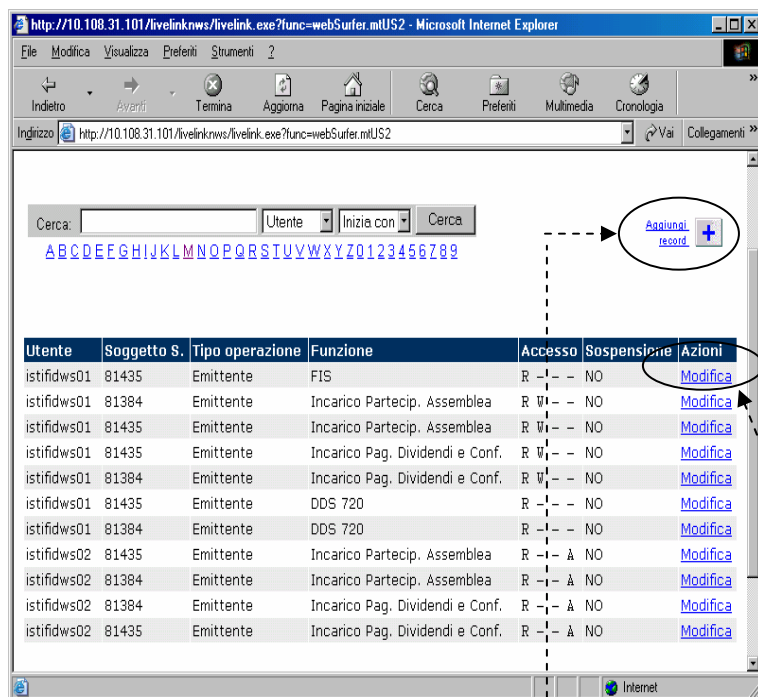 http://10.108.31.101/livelinknws/livelink.exe?func=webSurfer.mtUS2 - Microsoft Internet Explorer
File Modifica Visualizza Preferiti Strumenti ?
Indietro Avanti Termina Aggiorna Pagina iniziale Cerca Preferiti Multimedia Cronologia »
Indirizzo http://10.108.31.101/livelinknws/livelink.exe?func=webSurfer.mtUS2 Vai Collegamenti »
Cerca: Utente Inizia con Cerca
Aggiungi
record +
A B C D E F G H I J K L M N O P Q R S T U V W X Y Z 0 1 2 3 4 5 6 7 8 9
Utente Soggetto S. Tipo operazione Funzione Accesso Sospensione Azioni
istifidws01 81435 Emittente FIS R - - - NO Modifica
istifidws01 81384 Emittente Incarico Partecip. Assemblea R W - - NO Modifica
istifidws01 81435 Emittente Incarico Partecip. Assemblea R W - - NO Modifica
istifidws01 81435 Emittente Incarico Pag. Dividendi e Conf. R W - - NO Modifica
istifidws01 81384 Emittente Incarico Pag. Dividendi e Conf. R W - - NO Modifica
istifidws01 81435 Emittente DDS 720 R - - - NO Modifica
istifidws01 81384 Emittente DDS 720 R - - - NO Modifica
istifidws02 81435 Emittente Incarico Partecip. Assemblea R - - A NO Modifica
istifidws02 81384 Emittente Incarico Partecip. Assemblea R - - A NO Modifica
istifidws02 81384 Emittente Incarico Pag. Dividendi e Conf. R - - A NO Modifica
istifidws02 81435 Emittente Incarico Pag. Dividendi e Conf. R - - A NO Modifica
Internet